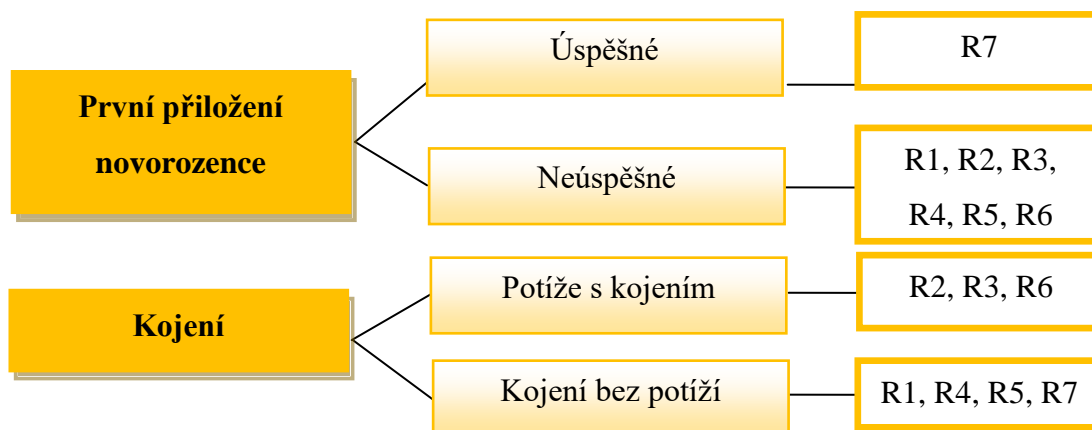 První přiložení
novorozence
Úspěšné
R7
Neúspěšné
R1, R2, R3,
R4, R5, R6
Kojení
Potíže s kojením
R2, R3, R6
Kojení bez potíží
R1, R4, R5, R7